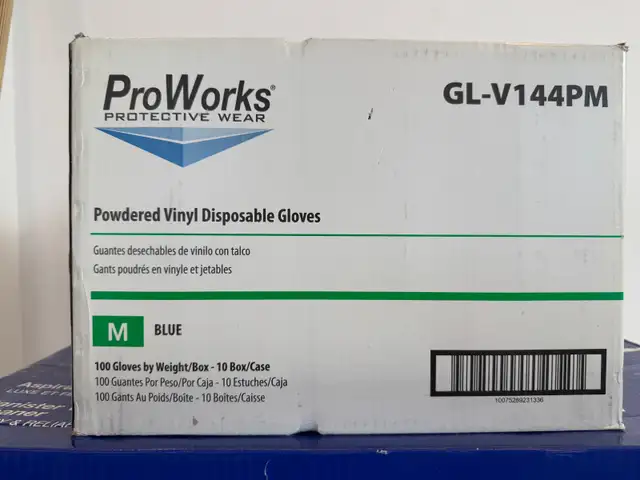 ProWorks®
PROTECTIVE WEAR
GL-V144PM
Powdered Vinyl Disposable Gloves
Guantes desechables de vinilo con talco
Gants poudrés en vinyle et jetables
M BLUE
100 Gloves by Weight/Box - 10 Box/Case
100 Guantes Por Peso/Por Caja - 10 Estuches/Caja
100 Gants Au Poids/Boîte - 10 Boîtes/Caisse
10075289231336